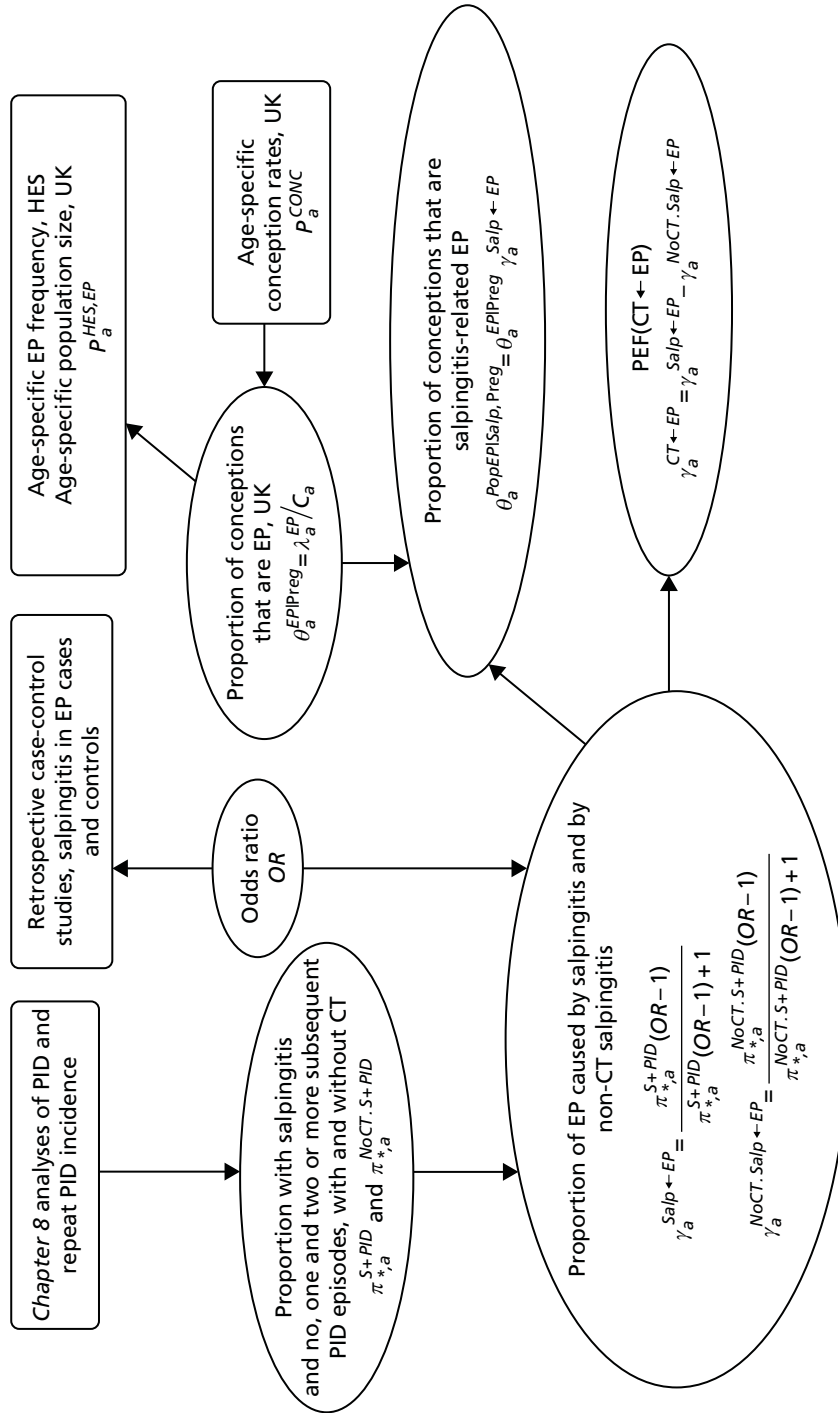 Chapter 8 analyses of PID and
repeat PID incidence
Retrospective case-control
studies, salpingitis in EP cases
and controls
Age-specific EP frequency, HES
Age-specific population size, UK
P_a^{HES,EP}
Proportion with salpingitis
and no, one and two or more subsequent
PID episodes, with and without CT
π_{*,a}^{S+PID} and π_{*,a}^{NoCT.S+PID}
Odds ratio
OR
Proportion of conceptions
that are EP, UK
θ_a^{EP|Preg}=λ_a^{EP}/C_a
Age-specific
conception rates, UK
P_a^{CONC}
Proportion of EP caused by salpingitis and by
non-CT salpingitis
γ_a^{Salp←EP} = π_{*,a}^{S+PID}(OR−1) / π_{*,a}^{S+PID}(OR−1)+1
γ_a^{NoCT.Salp←EP} = π_{*,a}^{NoCT.S+PID}(OR−1) / π_{*,a}^{NoCT.S+PID}(OR−1)+1
Proportion of conceptions that are
salpingitis-related EP
θ_a^{PopEP|Salp,Preg}=θ_a^{EP|Preg} γ_a^{Salp←EP}
PEF(CT←EP)
γ_a^{CT←EP}=γ_a^{Salp←EP}−γ_a^{NoCT.Salp←EP}